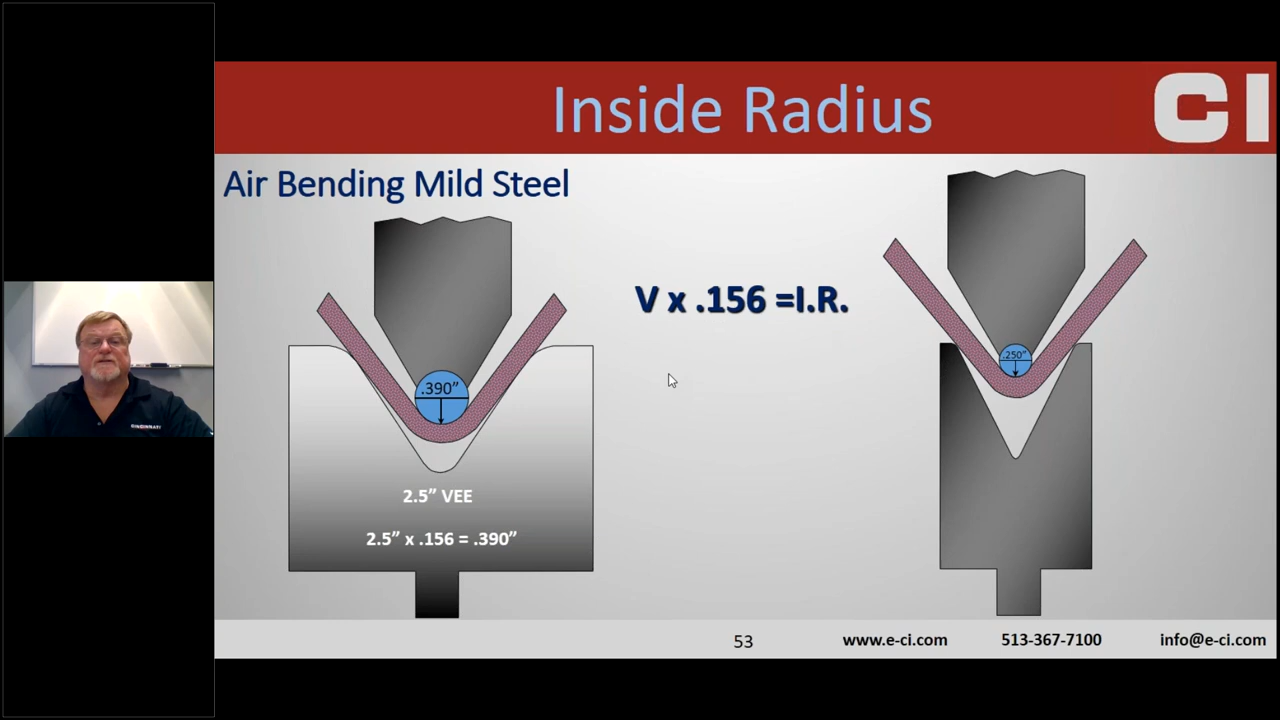 Inside Radius
CI
Air Bending Mild Steel
V x .156 =I.R.
.390”
.250”
2.5” VEE
2.5” x .156 = .390”
CINCINNATI
53
www.e-ci.com
513-367-7100
info@e-ci.com